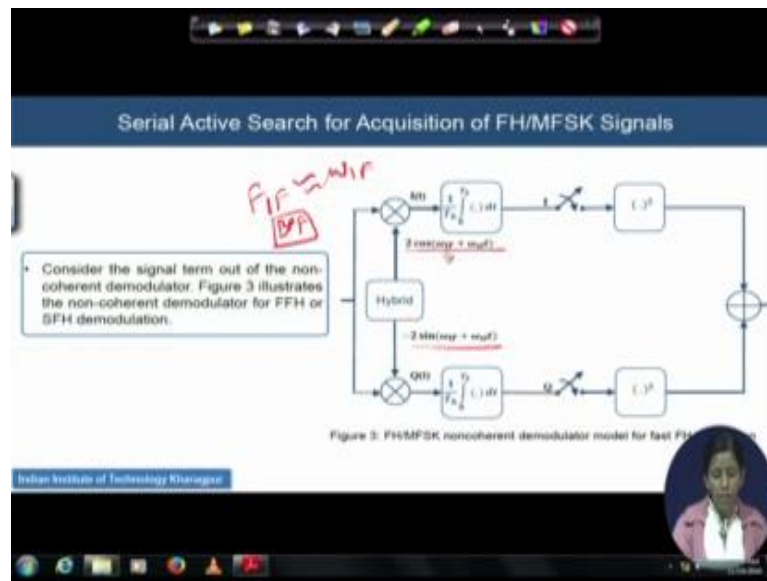 Serial Active Search for Acquisition of FH/MFSK Signals
BPF
• Consider the signal term out of the non-
coherent demodulator. Figure 3 illustrates
the non-coherent demodulator for FFH or
SFH demodulation.
Hybrid
I
Q(t)
Q
(.)²
(.)²
Figure 3: FH/MFSK noncoherent demodulator model for fast FH
Indian Institute of Technology Kharagpur